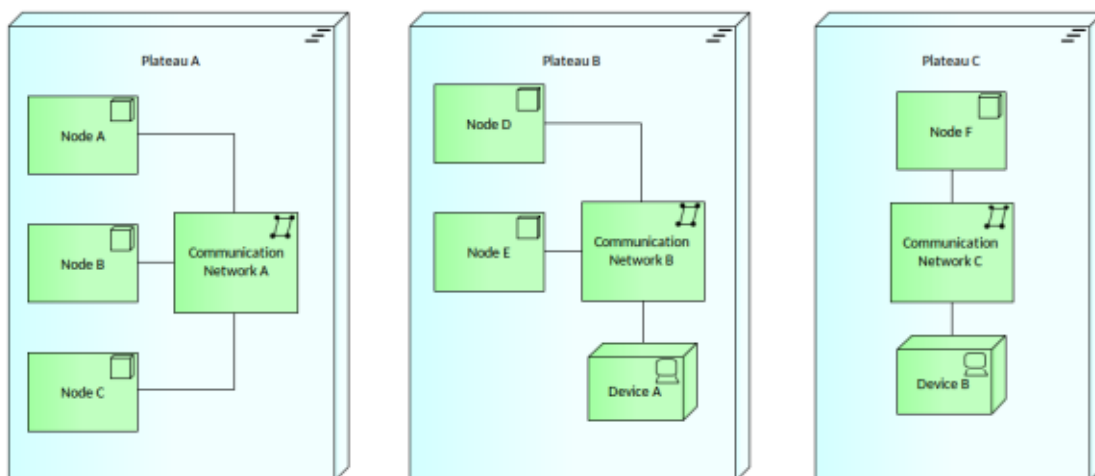 Plateau A
Node A
Node B
Communication
Network A
Node C
Plateau B
Node D
Node E
Communication
Network B
Device A
Plateau C
Node F
Communication
Network C
Device B